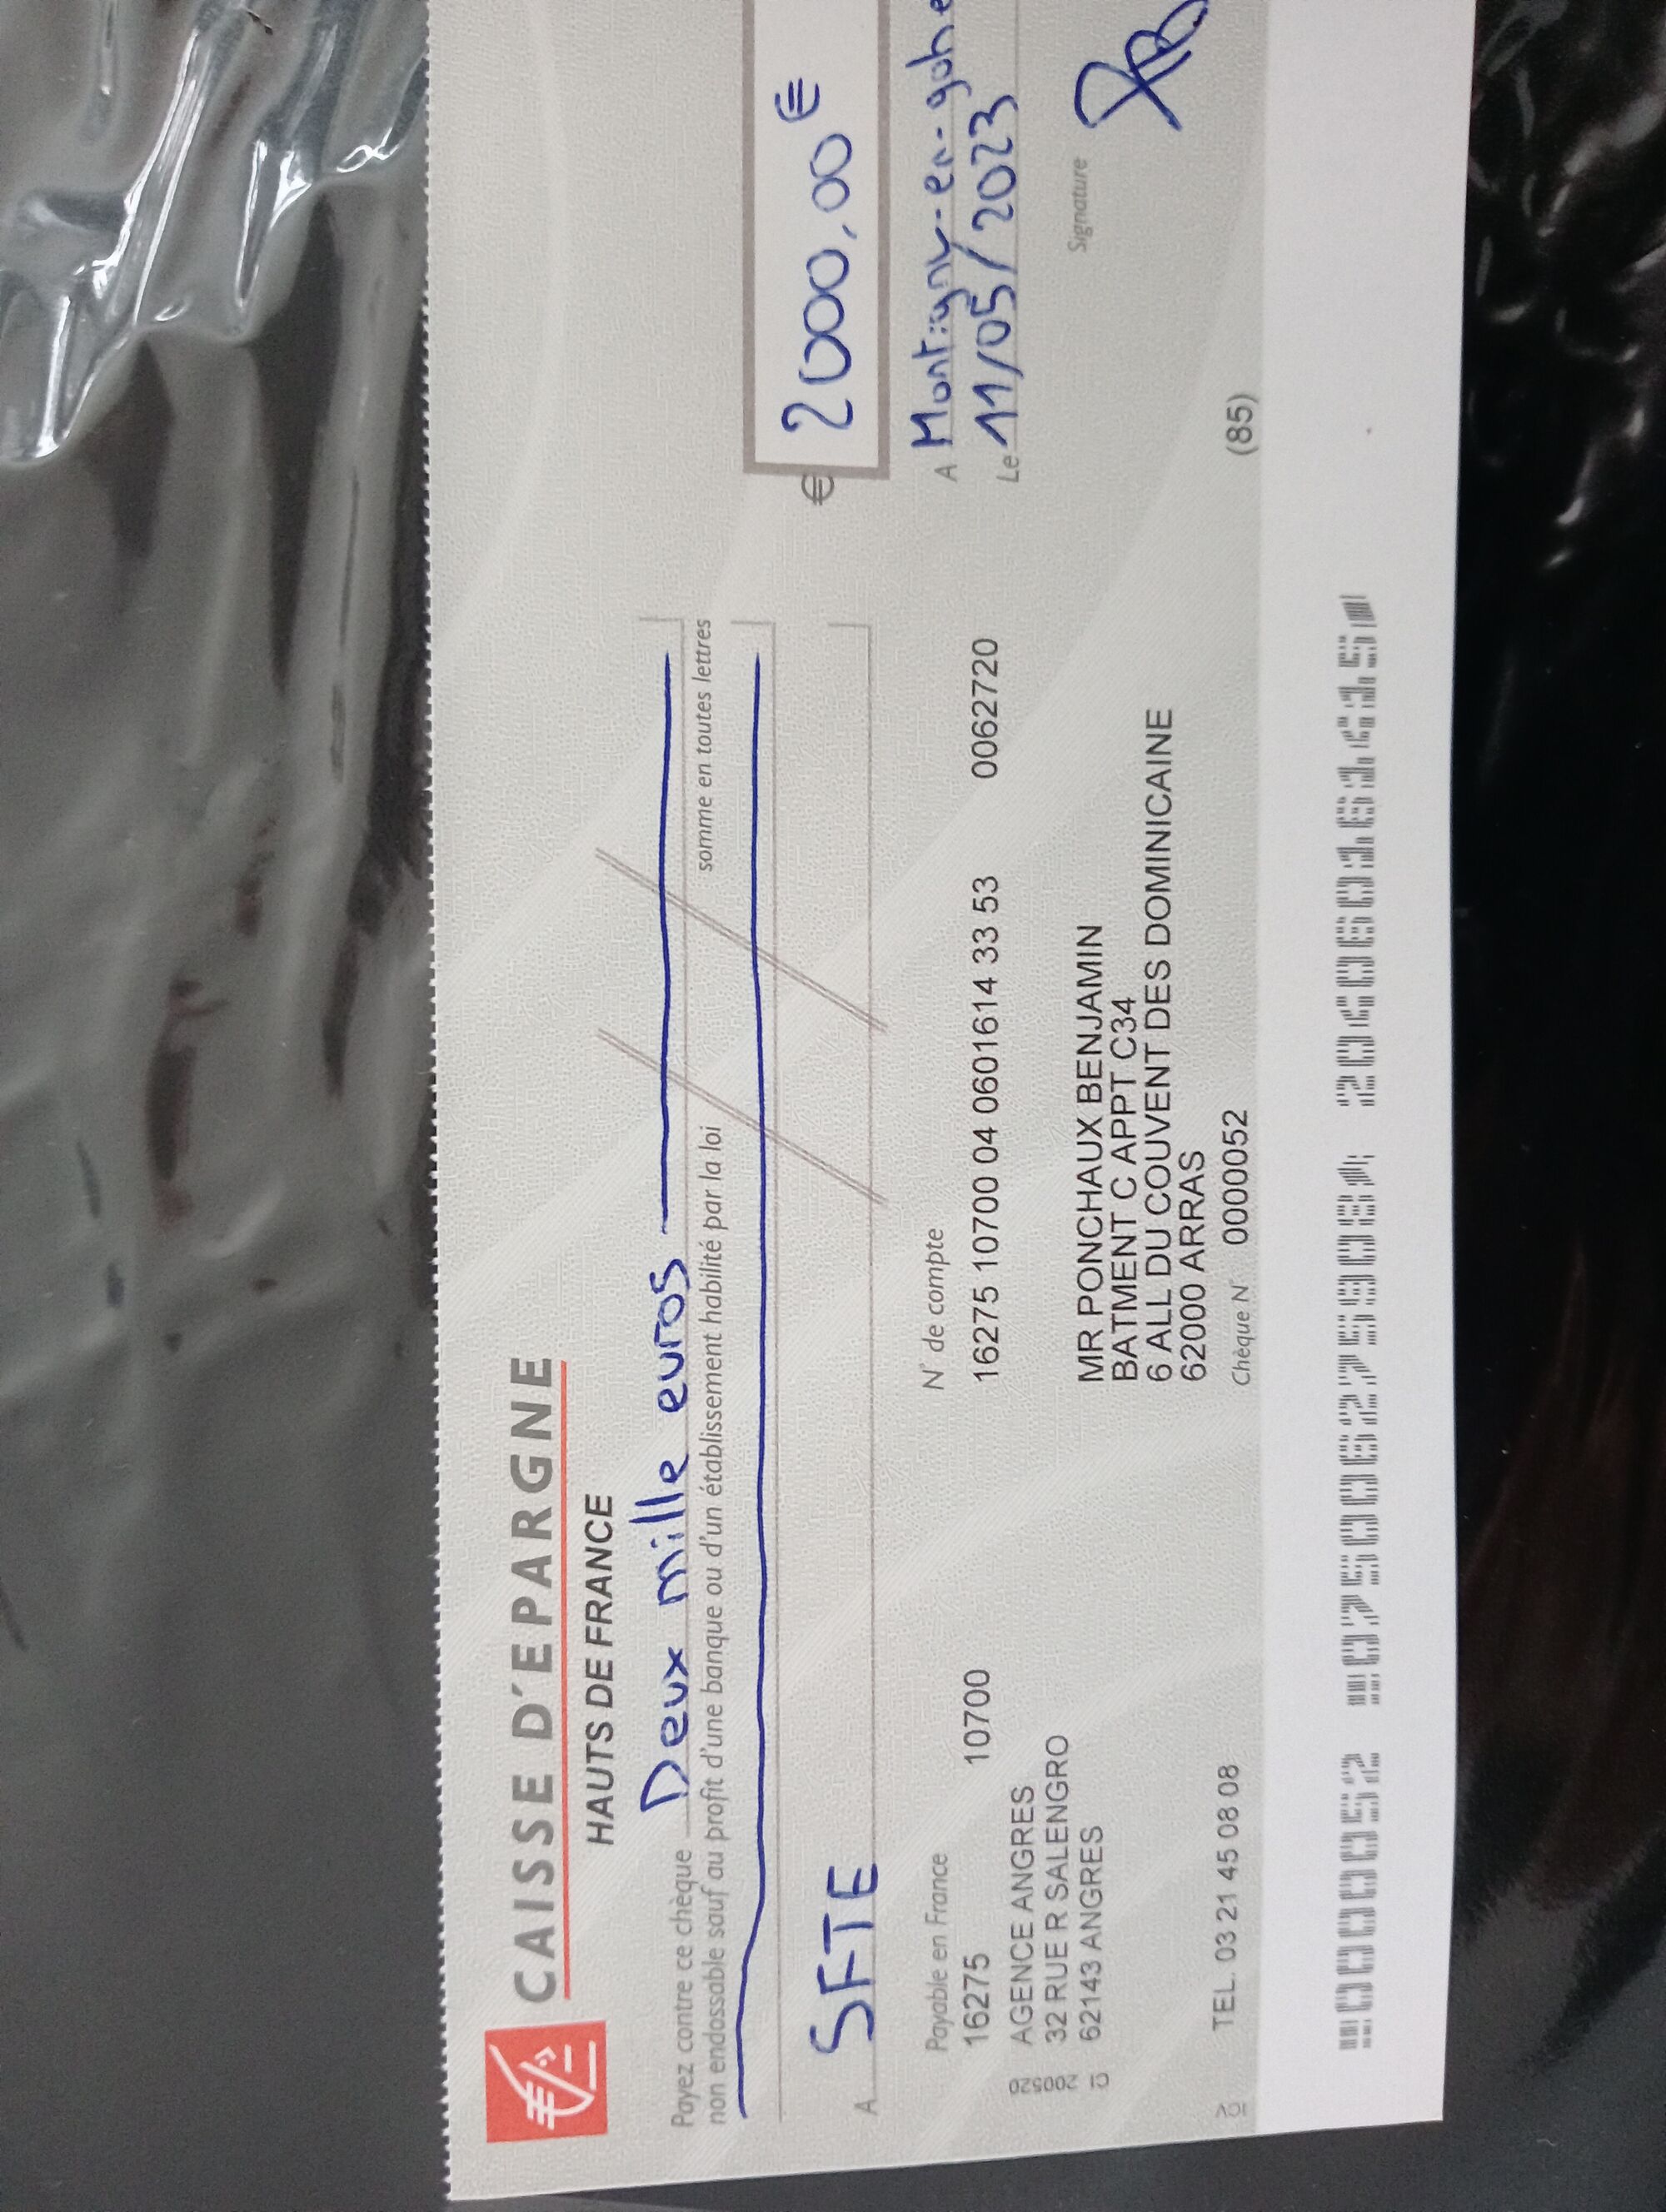 CAISSE D'EPARGNE
HAUTS DE FRANCE
Payez contre ce chèque Deux mille euros
non endossable sauf au profit d'une banque ou d'un établissement habilité par la loi
somme en toutes lettres
€ 2000,00 €
A SFTE
Payable en France
16275 10700
AGENCE ANGRES
32 RUE R SALENGRO
62143 ANGRES
TEL. 03 21 45 08 08
N° de compte
16275 10700 04 0601614 33 53 0062720
MR PONCHAUX BENJAMIN
BATMENT C APPT C34
6 ALL DU COUVENT DES DOMINICAINE
62000 ARRAS
Chèque N° 0000052
A Montigny-en-gohe
Le 11/05/2023
Signature
(85)
CI 200520